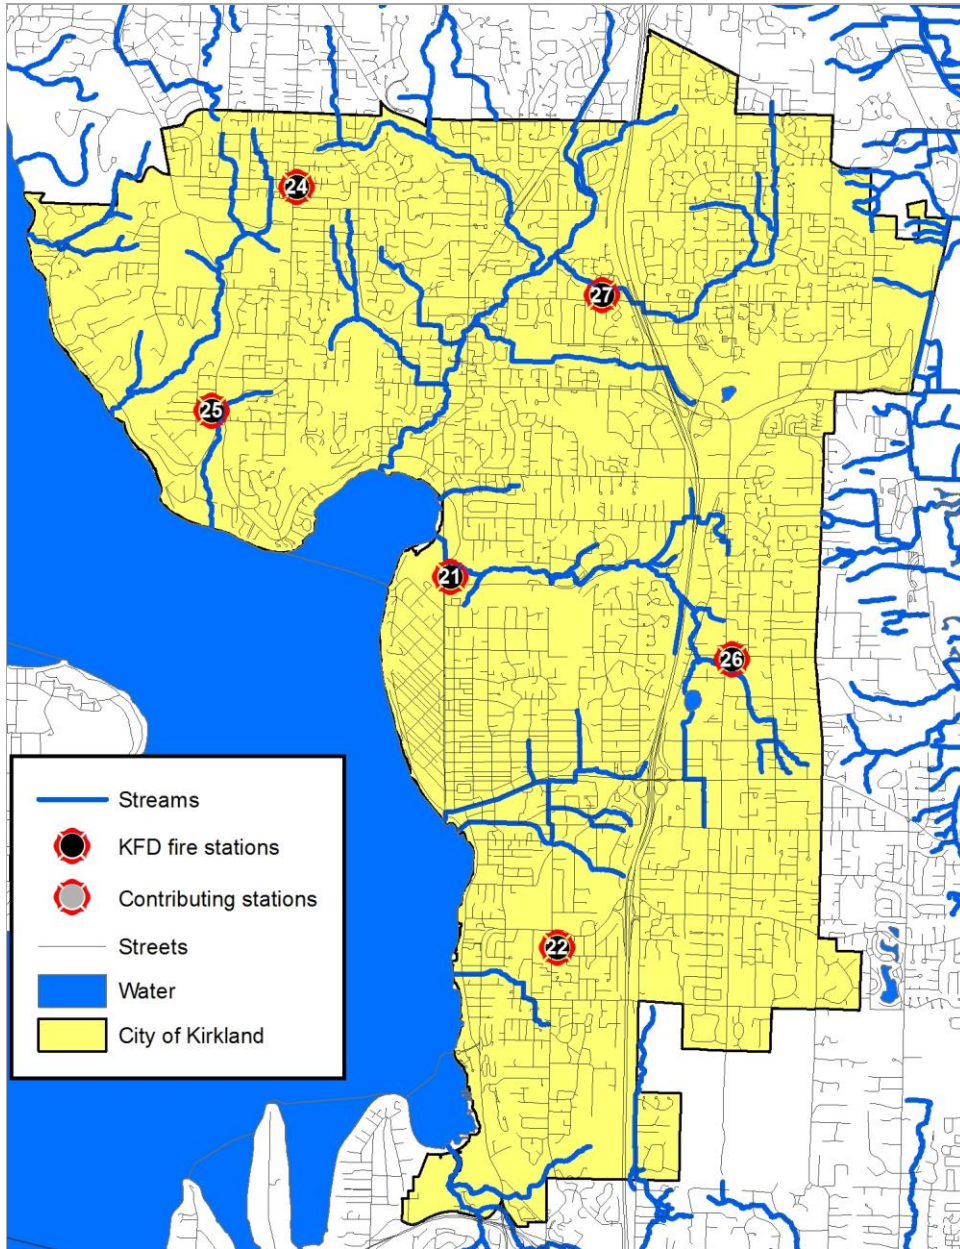 24
27
25
21
26
22
Streams
KFD fire stations
Contributing stations
Streets
Water
City of Kirkland